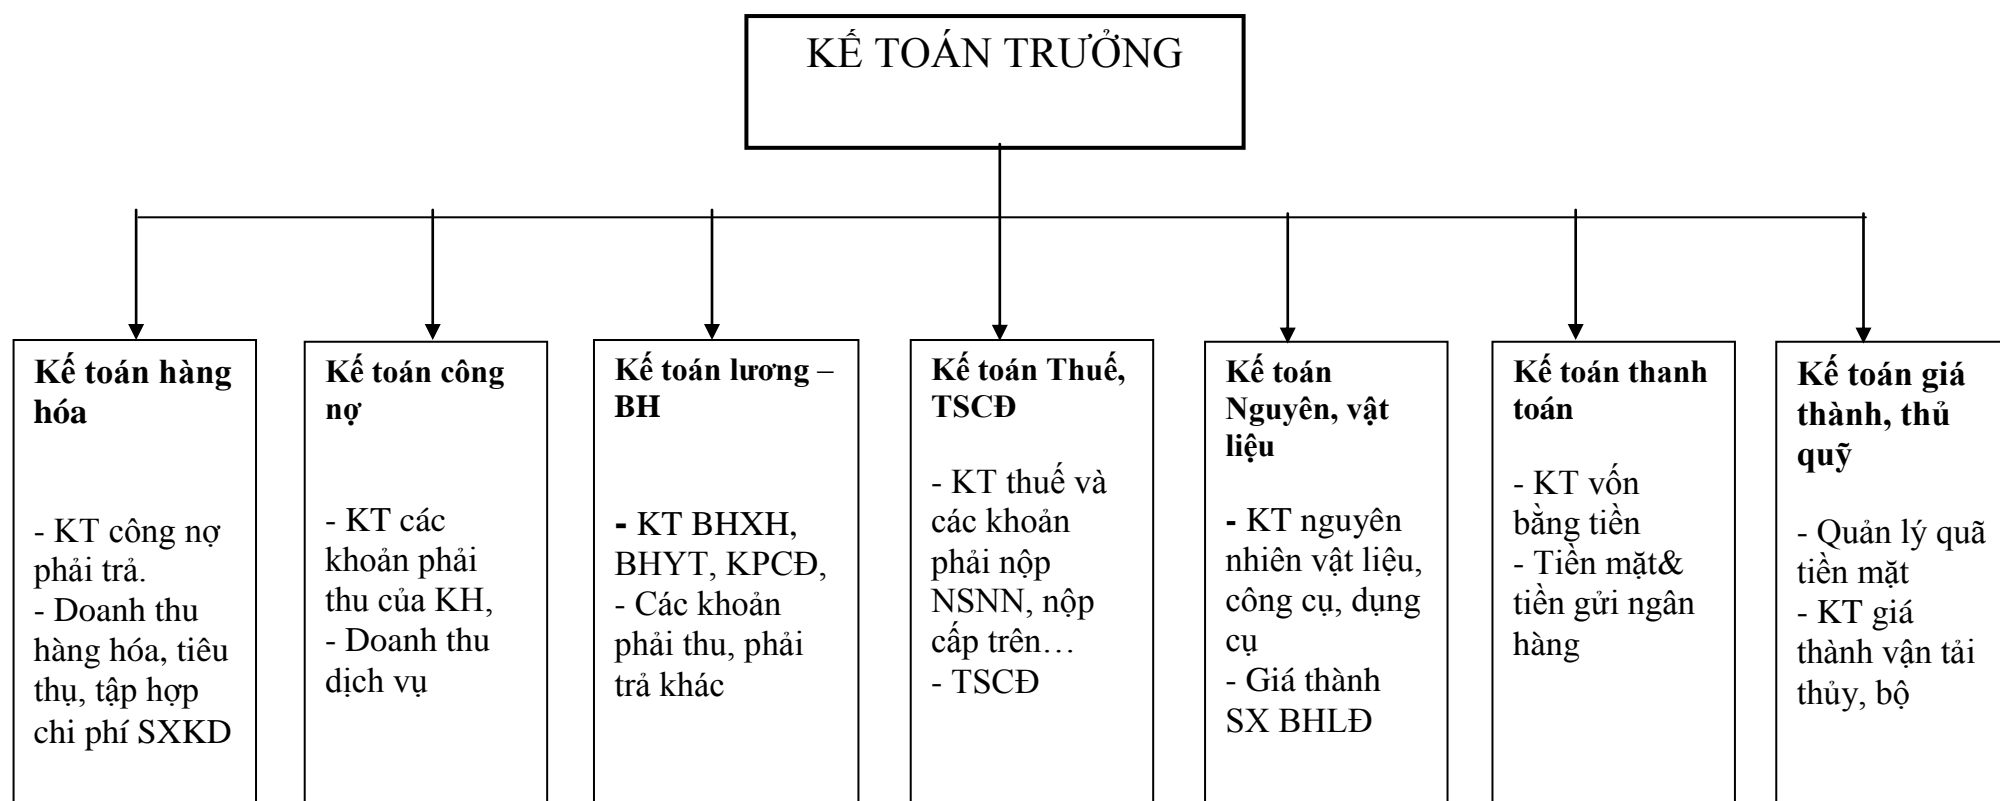 KẾ TOÁN TRƯỞNG
Kế toán hàng
hóa
- KT công nợ
phải trả.
- Doanh thu
hàng hóa, tiêu
thụ, tập hợp
chi phí SXKD
Kế toán công
nợ
- KT các
khoản phải
thu của KH,
- Doanh thu
dịch vụ
Kế toán lương –
BH
- KT BHXH,
BHYT, KPCĐ,
- Các khoản
phải thu, phải
trả khác
Kế toán Thuế,
TSCĐ
- KT thuế và
các khoản
phải nộp
NSNN, nộp
cấp trên…
- TSCĐ
Kế toán
Nguyên, vật
liệu
- KT nguyên
nhiên vật liệu,
công cụ, dụng
cụ
- Giá thành
SX BHLĐ
Kế toán thanh
toán
- KT vốn
bằng tiền
- Tiền mặt&
tiền gửi ngân
hàng
Kế toán giá
thành, thủ
quỹ
- Quản lý quã
tiền mặt
- KT giá
thành vận tải
thủy, bộ